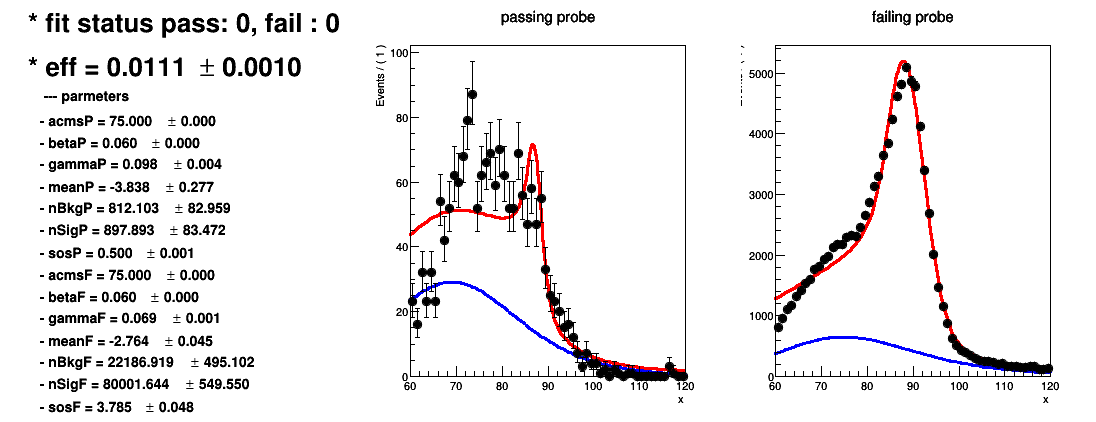 * fit status pass: 0, fail : 0
* eff = 0.0111 ± 0.0010
--- parmeters
- acmsP = 75.000 ± 0.000
- betaP = 0.060 ± 0.000
- gammaP = 0.098 ± 0.004
- meanP = -3.838 ± 0.277
- nBkgP = 812.103 ± 82.959
- nSigP = 897.893 ± 83.472
- sosP = 0.500 ± 0.001
- acmsF = 75.000 ± 0.000
- betaF = 0.060 ± 0.000
- gammaF = 0.069 ± 0.001
- meanF = -2.764 ± 0.045
- nBkgF = 22186.919 ± 495.102
- nSigF = 80001.644 ± 549.550
- sosF = 3.785 ± 0.048
passing probe
Events / ( 1 )
100
80
60
40
20
0
60 70 80 90 100 110 120
x
failing probe
5000
4000
3000
2000
1000
0
60 70 80 90 100 110 120
x